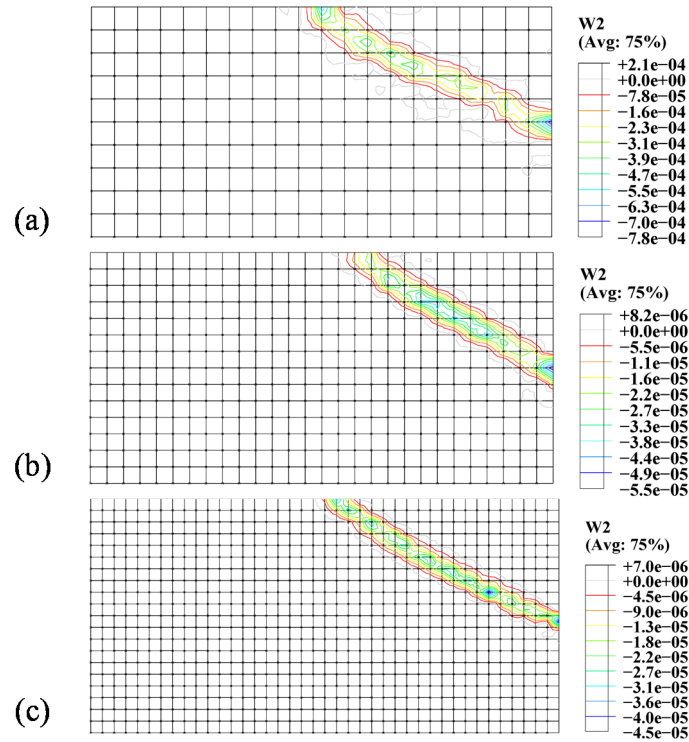 (a)
W2
(Avg: 75%)
+2.1e−04
+0.0e+00
−7.8e−05
−1.6e−04
−2.3e−04
−3.1e−04
−3.9e−04
−4.7e−04
−5.5e−04
−6.3e−04
−7.0e−04
−7.8e−04
(b)
W2
(Avg: 75%)
+8.2e−06
+0.0e+00
−5.5e−06
−1.1e−05
−1.6e−05
−2.2e−05
−2.7e−05
−3.3e−05
−3.8e−05
−4.4e−05
−4.9e−05
−5.5e−05
(c)
W2
(Avg: 75%)
+7.0e−06
+0.0e+00
−4.5e−06
−9.0e−06
−1.3e−05
−1.8e−05
−2.2e−05
−2.7e−05
−3.1e−05
−3.6e−05
−4.0e−05
−4.5e−05